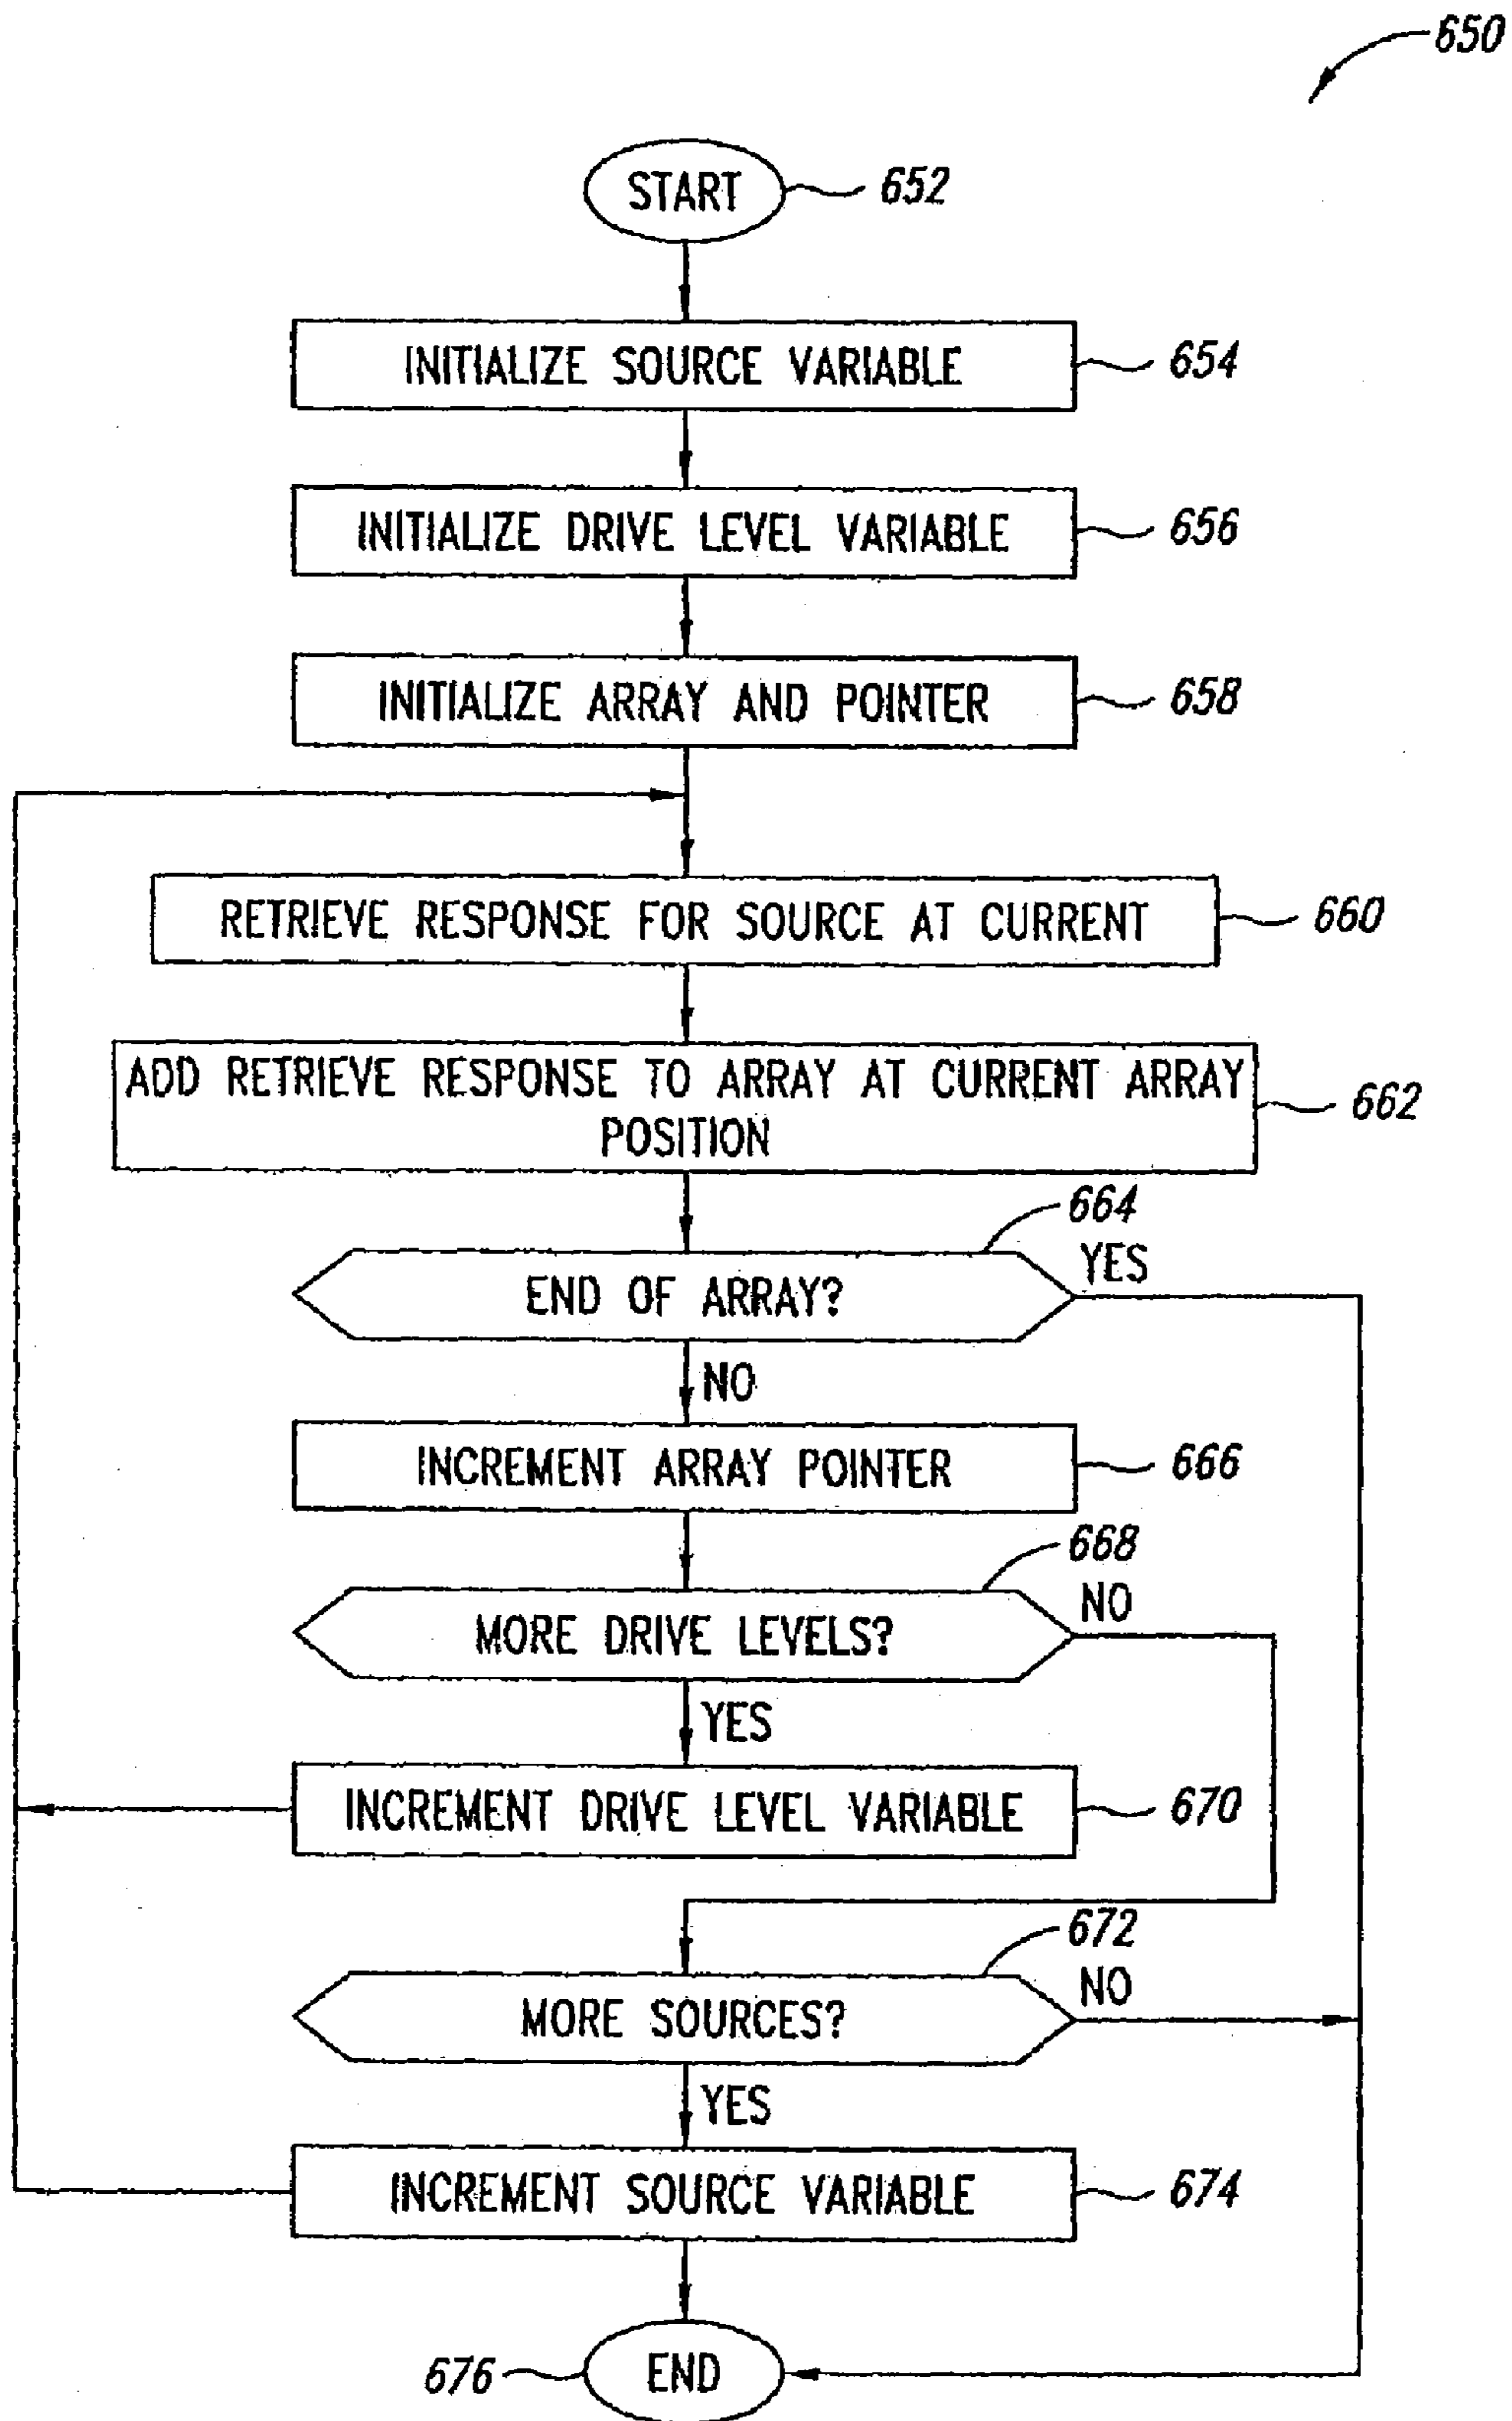 650
START
652
INITIALIZE SOURCE VARIABLE
654
INITIALIZE DRIVE LEVEL VARIABLE
656
INITIALIZE ARRAY AND POINTER
658
RETRIEVE RESPONSE FOR SOURCE AT CURRENT
660
ADD RETRIEVE RESPONSE TO ARRAY AT CURRENT ARRAY
POSITION
662
664
END OF ARRAY?
YES
NO
INCREMENT ARRAY POINTER
666
668
MORE DRIVE LEVELS?
NO
YES
INCREMENT DRIVE LEVEL VARIABLE
670
672
MORE SOURCES?
NO
YES
INCREMENT SOURCE VARIABLE
674
676
END